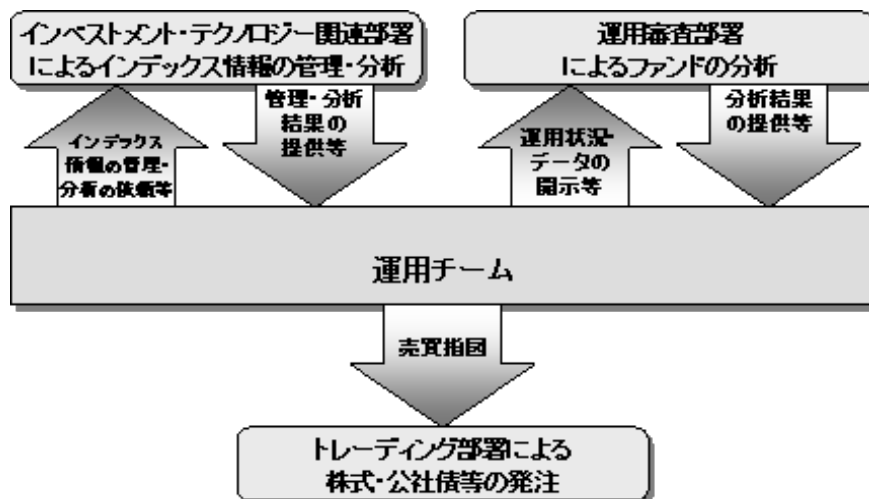 インベストメント・テクノロジー関連部署
によるインデックス情報の管理・分析
運用審査部署
によるファンドの分析
インデックス
情報の管理・
分析の依頼等
管理・分析
結果の
提供等
運用状況・
データの
開示等
分析結果
の提供等
運用チーム
売買指図
トレーディング部署による
株式・公社債等の発注